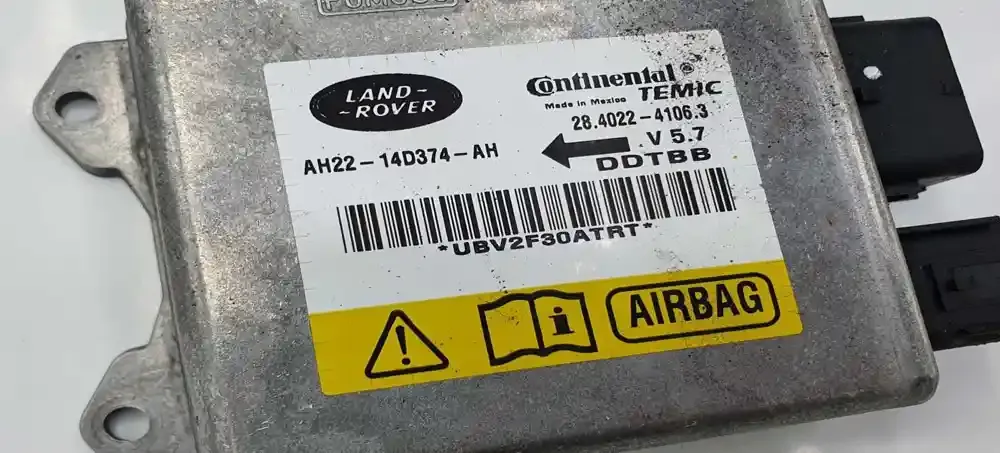 LAND-
-ROVER
Continental®
TEMIC
Made in Mexico
28.4022-4106.3
V 5.7
DDTBB
AH22-14D374-AH
*UBV2F30ATRT*
i
AIRBAG